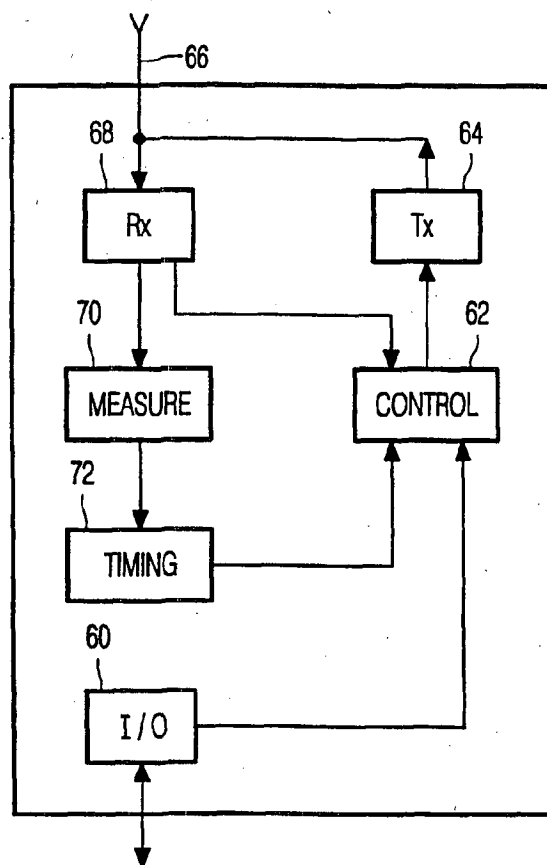 66
68
64
Rx
Tx
70
62
MEASURE
CONTROL
72
TIMING
60
I/O